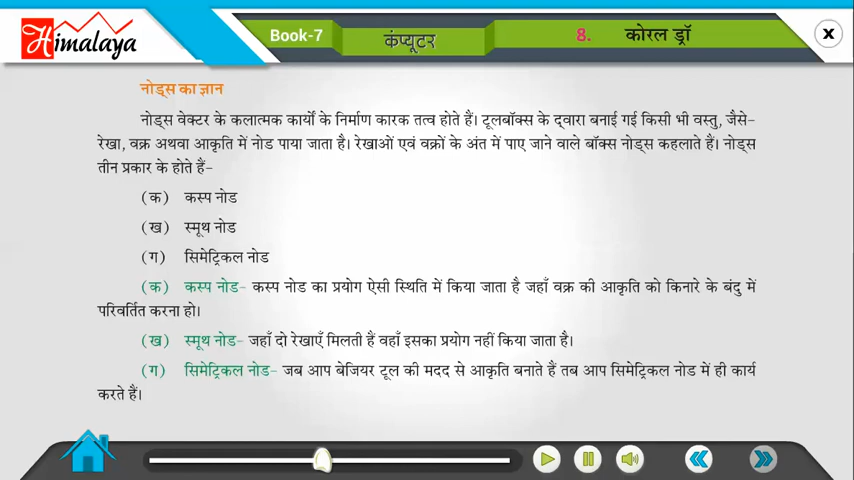 Himalaya
Book-7
कंप्यूटर
8. कोरल ड्रॉ
X
नोड्स का ज्ञान
नोड्स वेक्टर के कलात्मक कार्यों के निर्माण कारक तत्व होते हैं। टूलबॉक्स के द्वारा बनाई गई किसी भी वस्तु, जैसे-
रेखा, वक्र अथवा आकृति में नोड पाया जाता है। रेखाओं एवं वक्रों के अंत में पाए जाने वाले बॉक्स नोड्स कहलाते हैं। नोड्स
तीन प्रकार के होते हैं-
(क) कस्प नोड
(ख) स्मूथ नोड
(ग) सिमेट्रिकल नोड
(क) कस्प नोड- कस्प नोड का प्रयोग ऐसी स्थिति में किया जाता है जहाँ वक्र की आकृति को किनारे के बंदु में
परिवर्तित करना हो।
(ख) स्मूथ नोड- जहाँ दो रेखाएँ मिलती हैं वहाँ इसका प्रयोग नहीं किया जाता है।
(ग) सिमेट्रिकल नोड- जब आप बेजियर टूल की मदद से आकृति बनाते हैं तब आप सिमेट्रिकल नोड में ही कार्य
करते हैं।